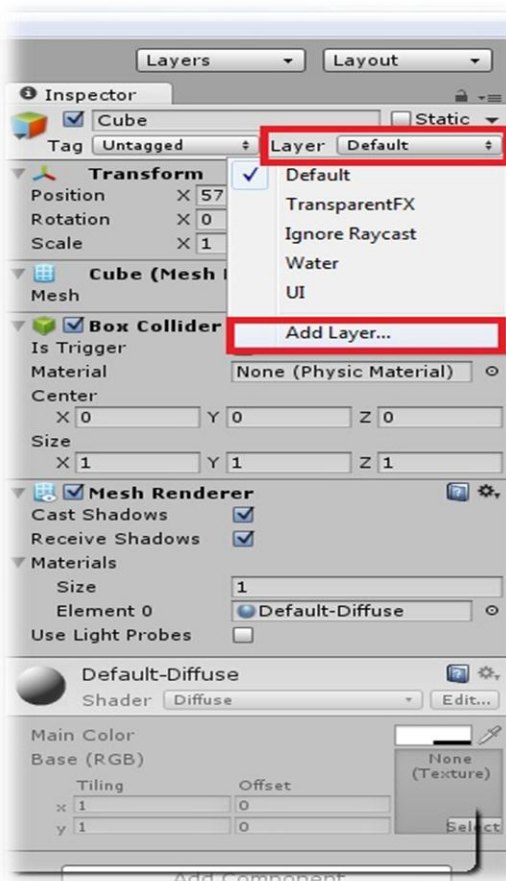 Layers Layout
Inspector
Cube Static
Tag Untagged Layer Default
Transform Default
Position X 57 TransparentFX
Rotation X 0 Ignore Raycast
Scale X 1 Water
Cube (Mesh
Mesh UI
Box Collider Add Layer...
Is Trigger
Material None (Physic Material)
Center
X 0 Y 0 Z 0
Size
X 1 Y 1 Z 1
Mesh Renderer
Cast Shadows
Receive Shadows
Materials
Size 1
Element 0 Default-Diffuse
Use Light Probes
Default-Diffuse
Shader Diffuse Edit...
Main Color
Base (RGB) None
(Texture)
Tiling Offset
x 1 0
y 1 0 Select
Add Component